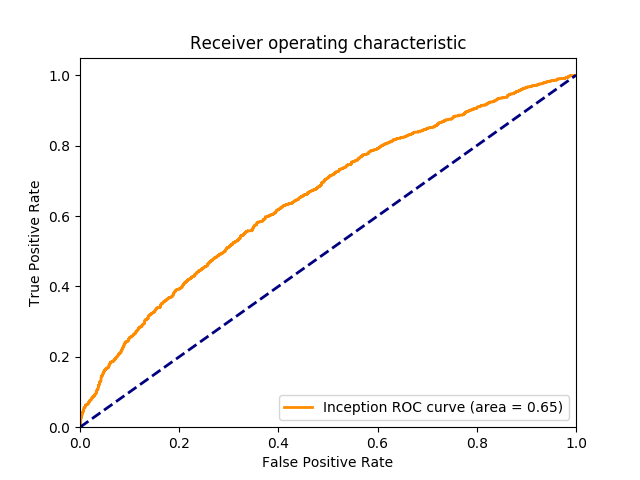 Receiver operating characteristic
True Positive Rate
1.0
0.8
0.6
0.4
0.2
0.0
0.0 0.2 0.4 0.6 0.8 1.0
False Positive Rate
Inception ROC curve (area = 0.65)